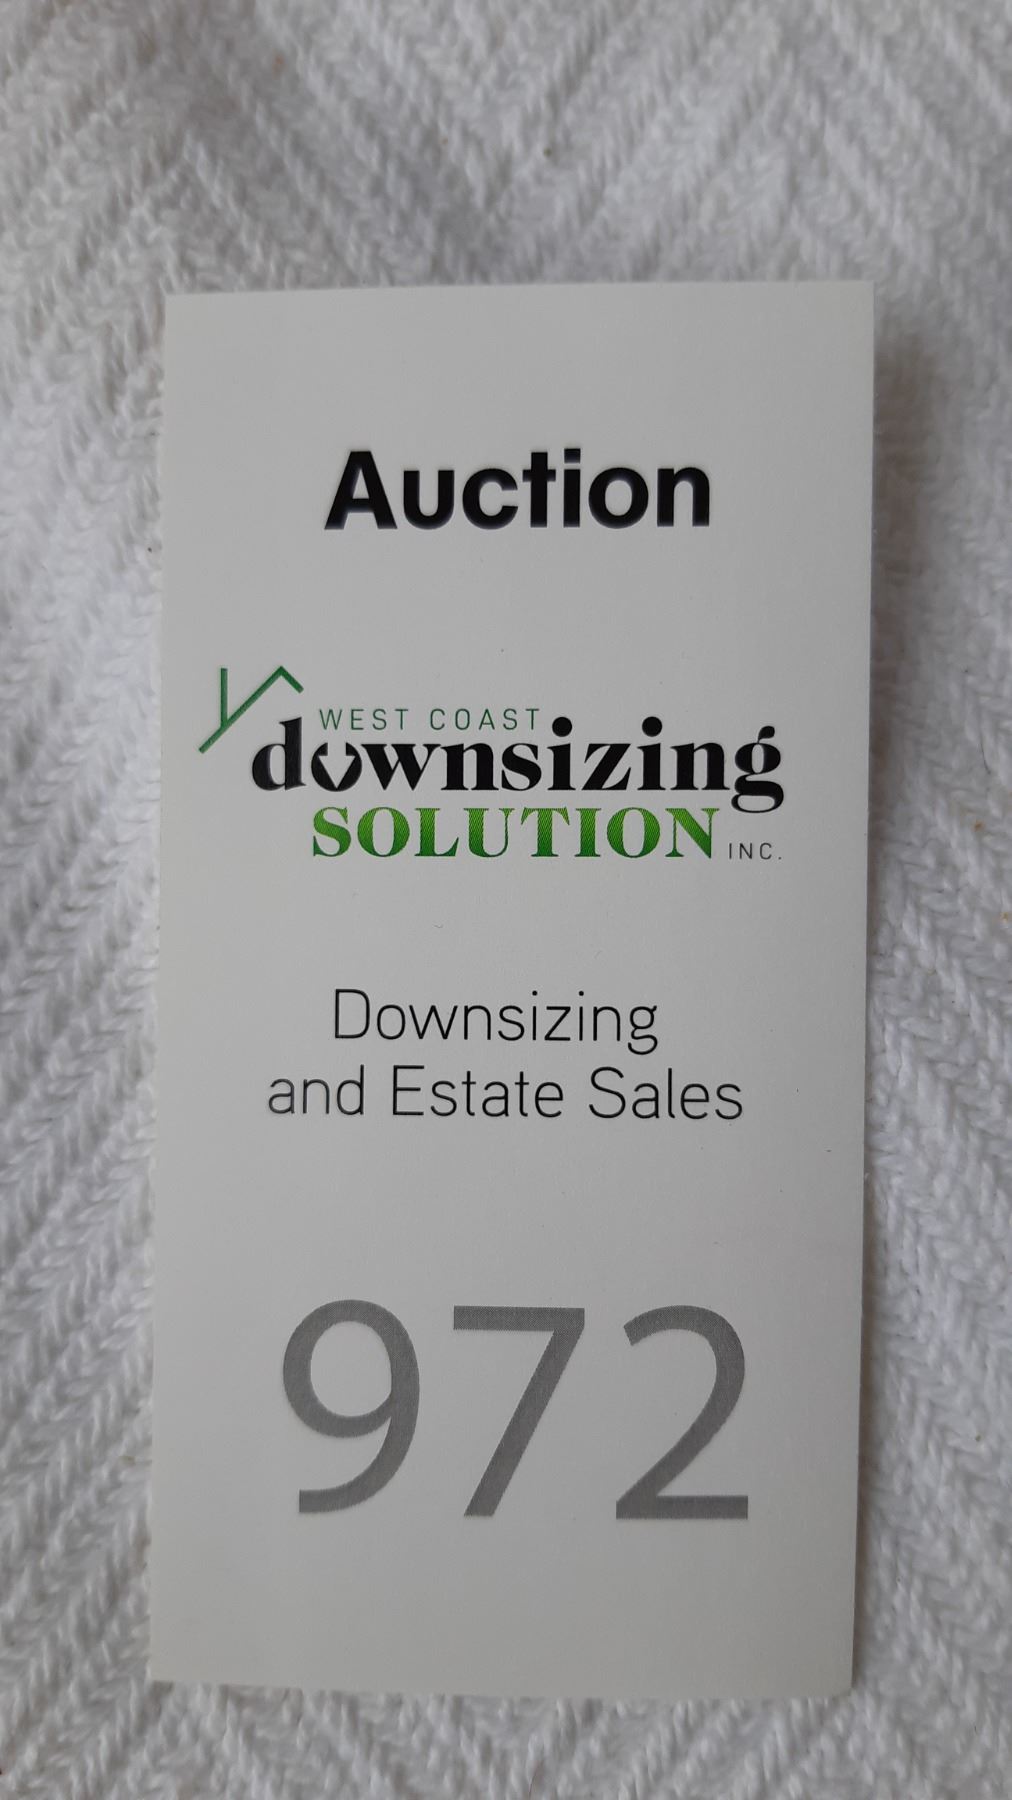 Auction
WEST COAST
downsizing
SOLUTION INC.
Downsizing
and Estate Sales
972